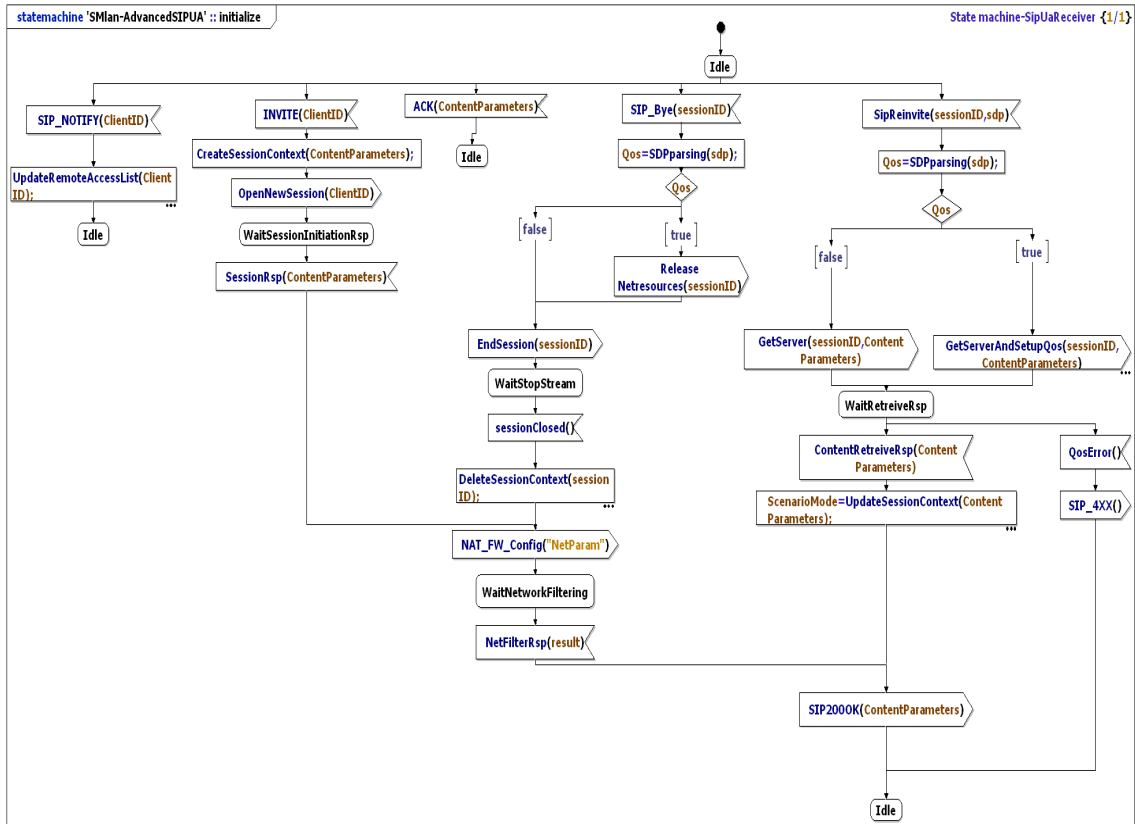 statemachine 'SMlan-AdvancedSIPUA' :: initialize
State machine-SipUaReceiver {1/1}
Idle
SIP_NOTIFY(ClientID)
UpdateRemoteAccessList(Client
ID);
Idle
INVITE(ClientID)
CreateSessionContext(ContentParameters);
OpenNewSession(ClientID)
WaitSessionInitiationRsp
SessionRsp(ContentParameters)
ACK(ContentParameters)
Idle
SIP_Bye(sessionID)
Qos=SDPparsing(sdp);
Qos
[false]
[true]
Release
Netresources(sessionID)
EndSession(sessionID)
WaitStopStream
sessionClosed()
DeleteSessionContext(session
ID);
NAT_FW_Config("NetParam")
WaitNetworkFiltering
NetFilterRsp(result)
SipReinvite(sessionID,sdp)
Qos=SDPparsing(sdp);
Qos
[false]
[true]
GetServer(sessionID,Content
Parameters)
GetServerAndSetupQos(sessionID,
ContentParameters)
WaitRetreiveRsp
ContentRetreiveRsp(Content
Parameters)
ScenarioMode=UpdateSessionContext(Content
Parameters);
QosError()
SIP_4XX()
SIP200OK(ContentParameters)
Idle